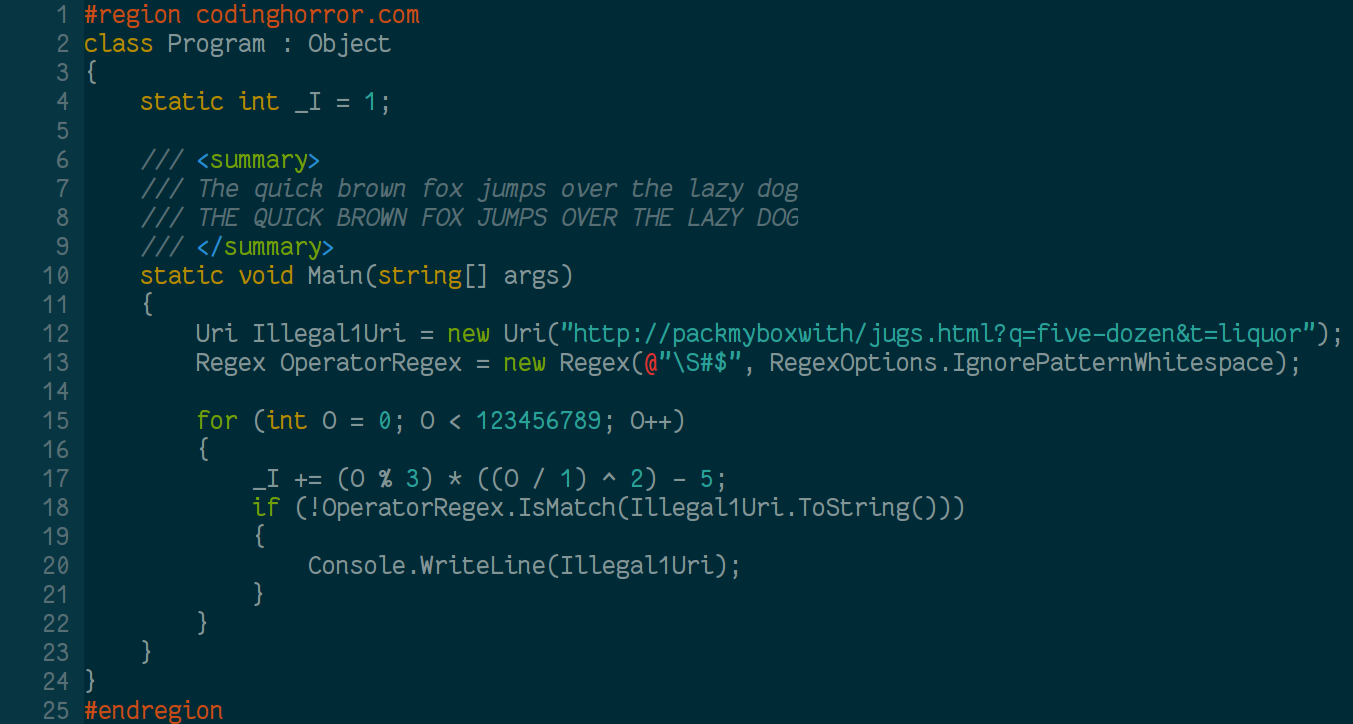 1 #region codinghorror.com
2 class Program : Object
3 {
4     static int _I = 1;
5
6     /// <summary>
7     /// The quick brown fox jumps over the lazy dog
8     /// THE QUICK BROWN FOX JUMPS OVER THE LAZY DOG
9     /// </summary>
10     static void Main(string[] args)
11     {
12         Uri Illegal1Uri = new Uri("http://packmyboxwith/jugs.html?q=five-dozen&t=liquor");
13         Regex OperatorRegex = new Regex(@"\S#$", RegexOptions.IgnorePatternWhitespace);
14
15         for (int O = 0; O < 123456789; O++)
16         {
17             _I += (O % 3) * ((O / 1) ^ 2) - 5;
18             if (!OperatorRegex.IsMatch(Illegal1Uri.ToString()))
19             {
20                 Console.WriteLine(Illegal1Uri);
21             }
22         }
23     }
24 }
25 #endregion